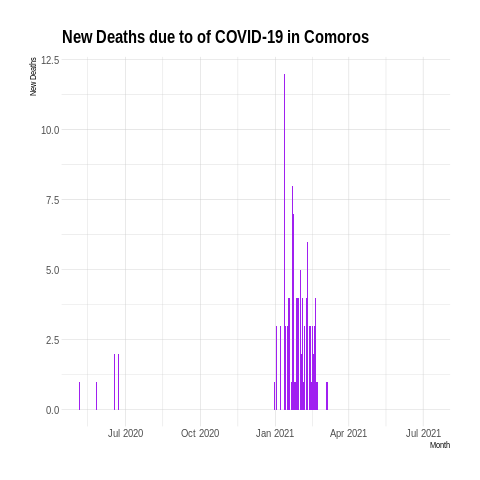 New Deaths due to of COVID-19 in Comoros
New Deaths
12.5
10.0
7.5
5.0
2.5
0.0
Jul 2020 Oct 2020 Jan 2021 Apr 2021 Jul 2021
Month